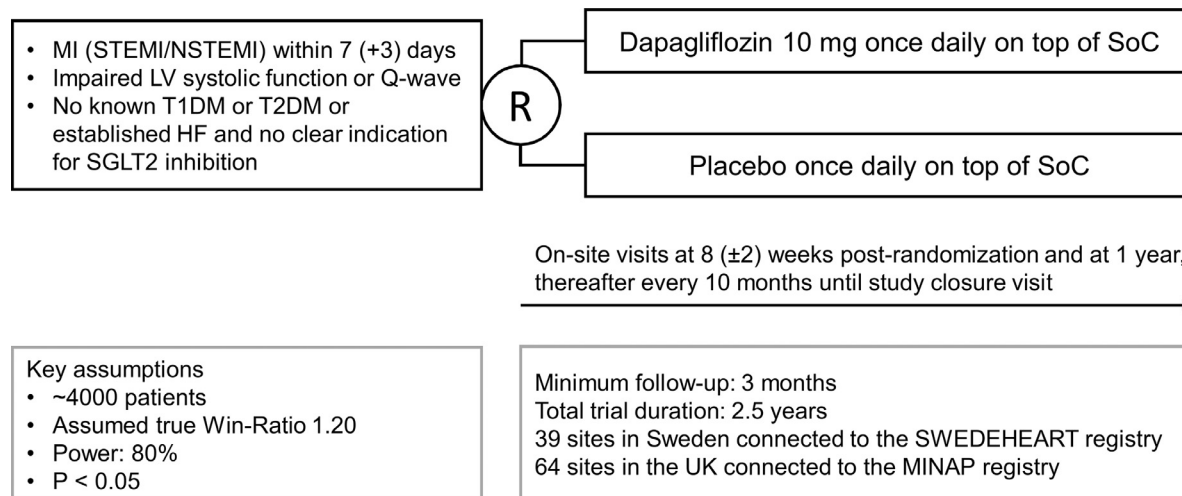 • MI (STEMI/NSTEMI) within 7 (+3) days
• Impaired LV systolic function or Q-wave
• No known T1DM or T2DM or
established HF and no clear indication
for SGLT2 inhibition
R
Dapagliflozin 10 mg once daily on top of SoC
Placebo once daily on top of SoC
On-site visits at 8 (±2) weeks post-randomization and at 1 year,
thereafter every 10 months until study closure visit
Key assumptions
• ~4000 patients
• Assumed true Win-Ratio 1.20
• Power: 80%
• P < 0.05
Minimum follow-up: 3 months
Total trial duration: 2.5 years
39 sites in Sweden connected to the SWEDEHEART registry
64 sites in the UK connected to the MINAP registry